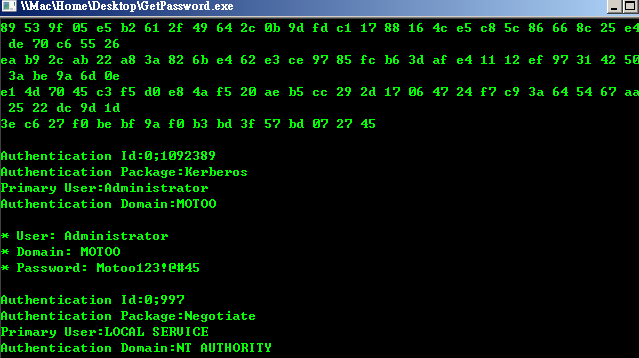 \\Mac\Home\Desktop\GetPassword.exe
89 53 9f 05 e5 b2 61 2f 49 64 2c 0b 9d fd c1 17 88 16 4c e5 c8 5c 86 66 8c 25 e4
de 70 c6 55 26
ea b9 2c ab 22 a8 3a 82 6b e4 62 e3 ce 97 85 fc b6 3d af e4 11 12 ef 97 31 42 50
3a be 9a 6d 0e
e1 4d 70 45 c3 f5 d0 e8 4a f5 20 ae b5 cc 29 2d 17 06 47 24 f7 c9 3a 64 54 67 aa
25 22 dc 9d 1d
3e c6 27 f0 be bf 9a f0 b3 bd 3f 57 bd 07 27 45
Authentication Id:0;1092389
Authentication Package:Kerberos
Primary User:Administrator
Authentication Domain:MOTOO
* User: Administrator
* Domain: MOTOO
* Password: Motoo123!@#45
Authentication Id:0;997
Authentication Package:Negotiate
Primary User:LOCAL SERVICE
Authentication Domain:NT AUTHORITY